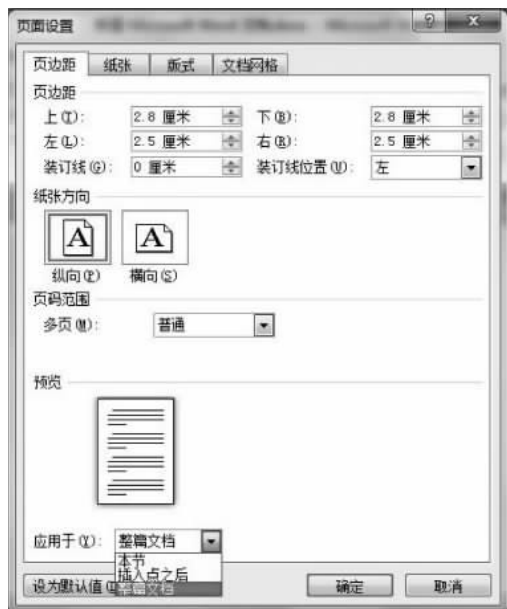 页面设置
页边距 纸张 版式 文档网格
页边距
上(T): 2.8 厘米 下(B): 2.8 厘米
左(L): 2.5 厘米 右(R): 2.5 厘米
装订线(G): 0 厘米 装订线位置(U): 左
纸张方向
A A
纵向(P) 横向(S)
页码范围
多页(M): 普通
预览
应用于(Y): 整篇文档
本节
插入点之后
整篇文档
设为默认值 确定 取消